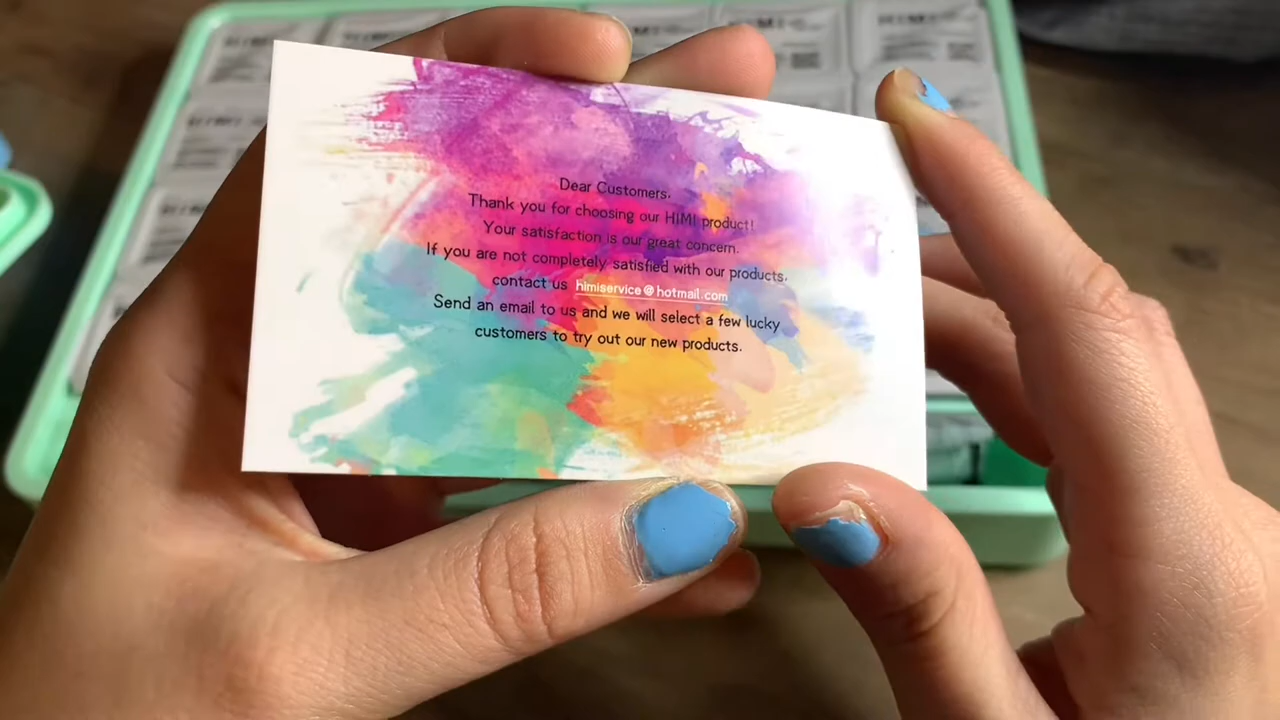 Dear Customers,
Thank you for choosing our HIMI product!
Your satisfaction is our great concern.
If you are not completely satisfied with our products,
contact us himiservice@hotmail.com
Send an email to us and we will select a few lucky
customers to try out our new products.